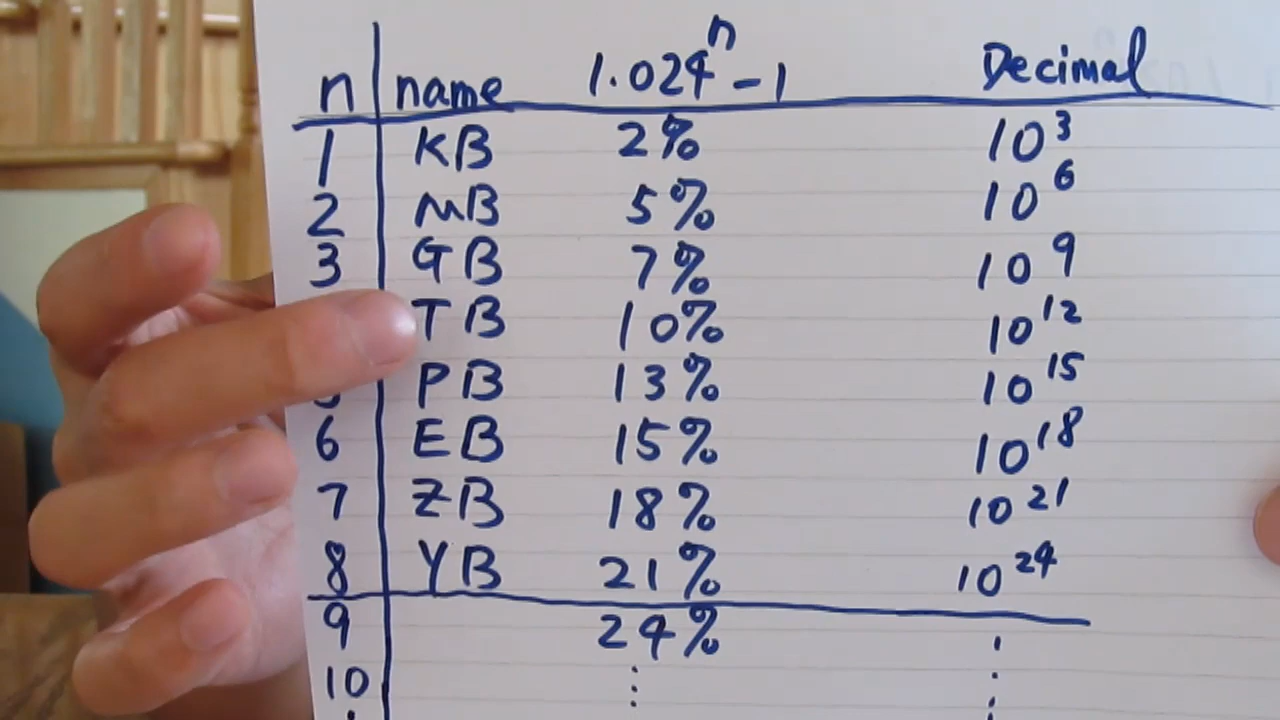 n name 1.024^n - 1 Decimal
1 KB 2% 10^3
2 MB 5% 10^6
3 GB 7% 10^9
TB 10% 10^12
PB 13% 10^15
6 EB 15% 10^18
7 ZB 18% 10^21
8 YB 21% 10^24
9 24% ⋮
10 ⋮